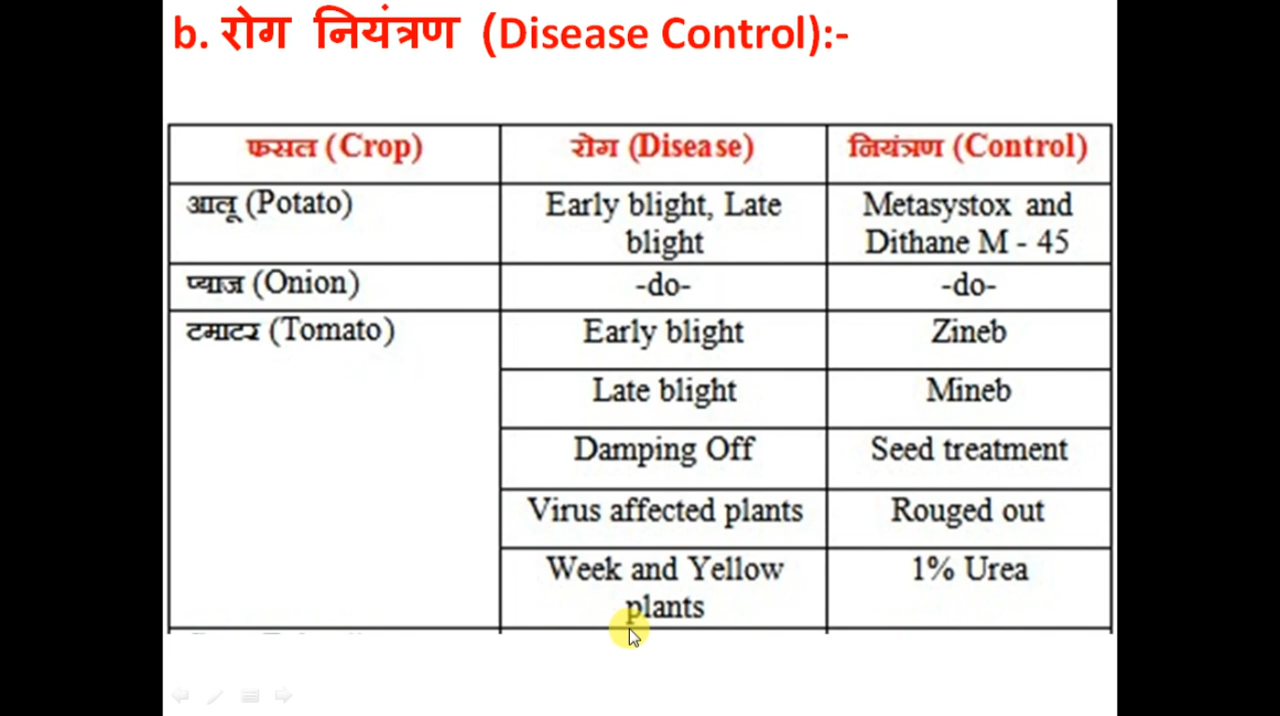 b. रोग नियंत्रण (Disease Control):-
फसल (Crop) रोग (Disease) नियंत्रण (Control)
आलू (Potato) Early blight, Late blight Metasystox and Dithane M - 45
प्याज (Onion) -do- -do-
टमाटर (Tomato) Early blight Zineb
Late blight Mineb
Damping Off Seed treatment
Virus affected plants Rouged out
Week and Yellow plants 1% Urea